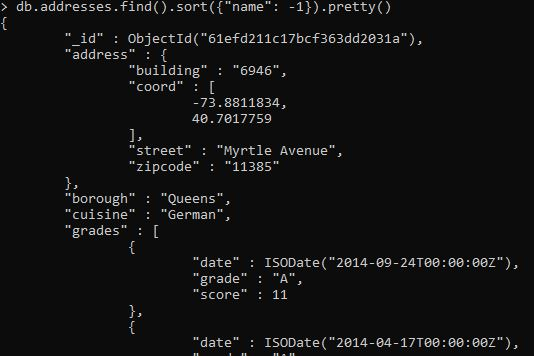 > db.addresses.find().sort({"name": -1}).pretty()
{
        "_id" : ObjectId("61efd211c17bcf363dd2031a"),
        "address" : {
                "building" : "6946",
                "coord" : [
                        -73.8811834,
                        40.7017759
                ],
                "street" : "Myrtle Avenue",
                "zipcode" : "11385"
        },
        "borough" : "Queens",
        "cuisine" : "German",
        "grades" : [
                {
                        "date" : ISODate("2014-09-24T00:00:00Z"),
                        "grade" : "A",
                        "score" : 11
                },
                {
                        "date" : ISODate("2014-04-17T00:00:00Z"),